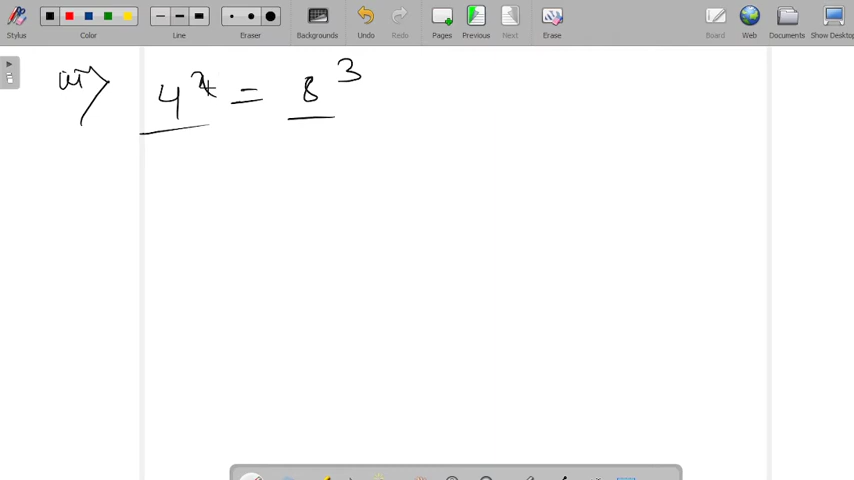 Stylus Color Line Eraser Backgrounds Undo Redo Pages Previous Next Erase Board Web Documents Show Desktop
iii) 4^x = 8^3